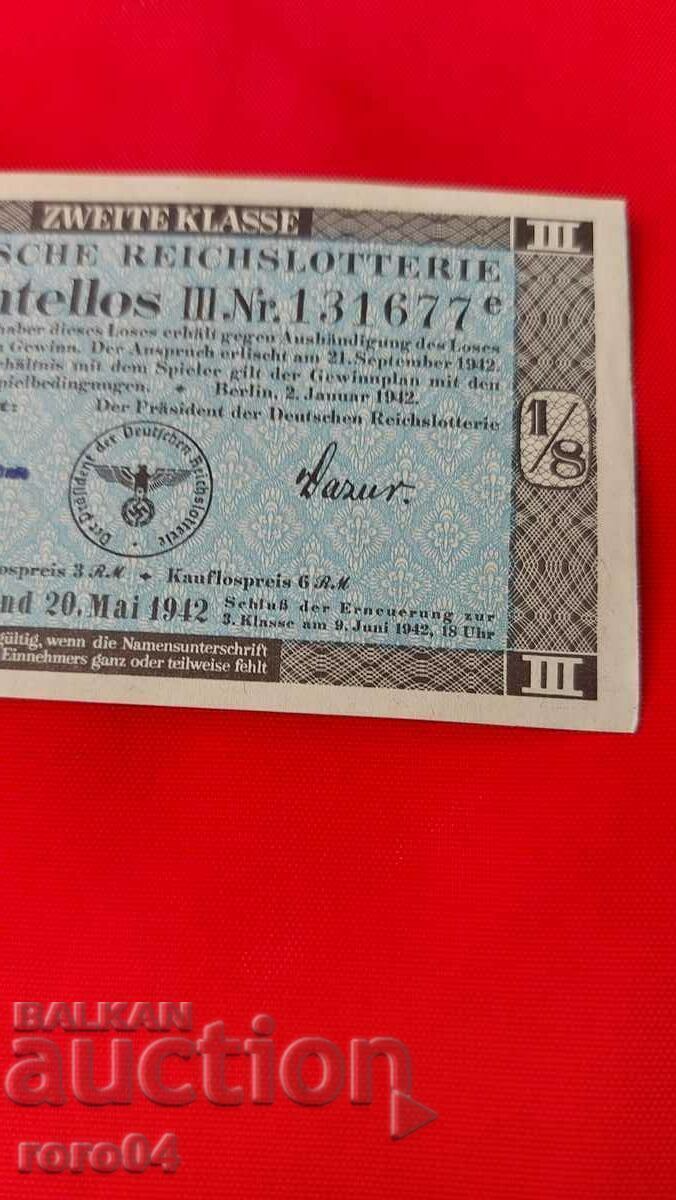 ZWEITE KLASSE
III
SCHE REICHSLOTTERIE
ntellos III. Nr. 131677 e
haber dieses Loses erhält gegen Aushändigung des Loses
n Gewinn. Der Anspruch erlischt am 21. September 1942.
hältnis mit dem Spieler gilt der Gewinnplan mit den
pielbedingungen. * Berlin, 2. Januar 1942.
Der Präsident der Deutschen Reichslotterie
1/8
Der Präsident der Deutschen Reichslotterie
ospreis 3 RM + Kauflospreis 6 RM
nd 20. Mai 1942 Schluß der Erneuerung zur
3. Klasse am 9. Juni 1942, 18 Uhr
gültig, wenn die Namensunterschrift
Einnehmers ganz oder teilweise fehlt
III
BALKAN
auction
roro04